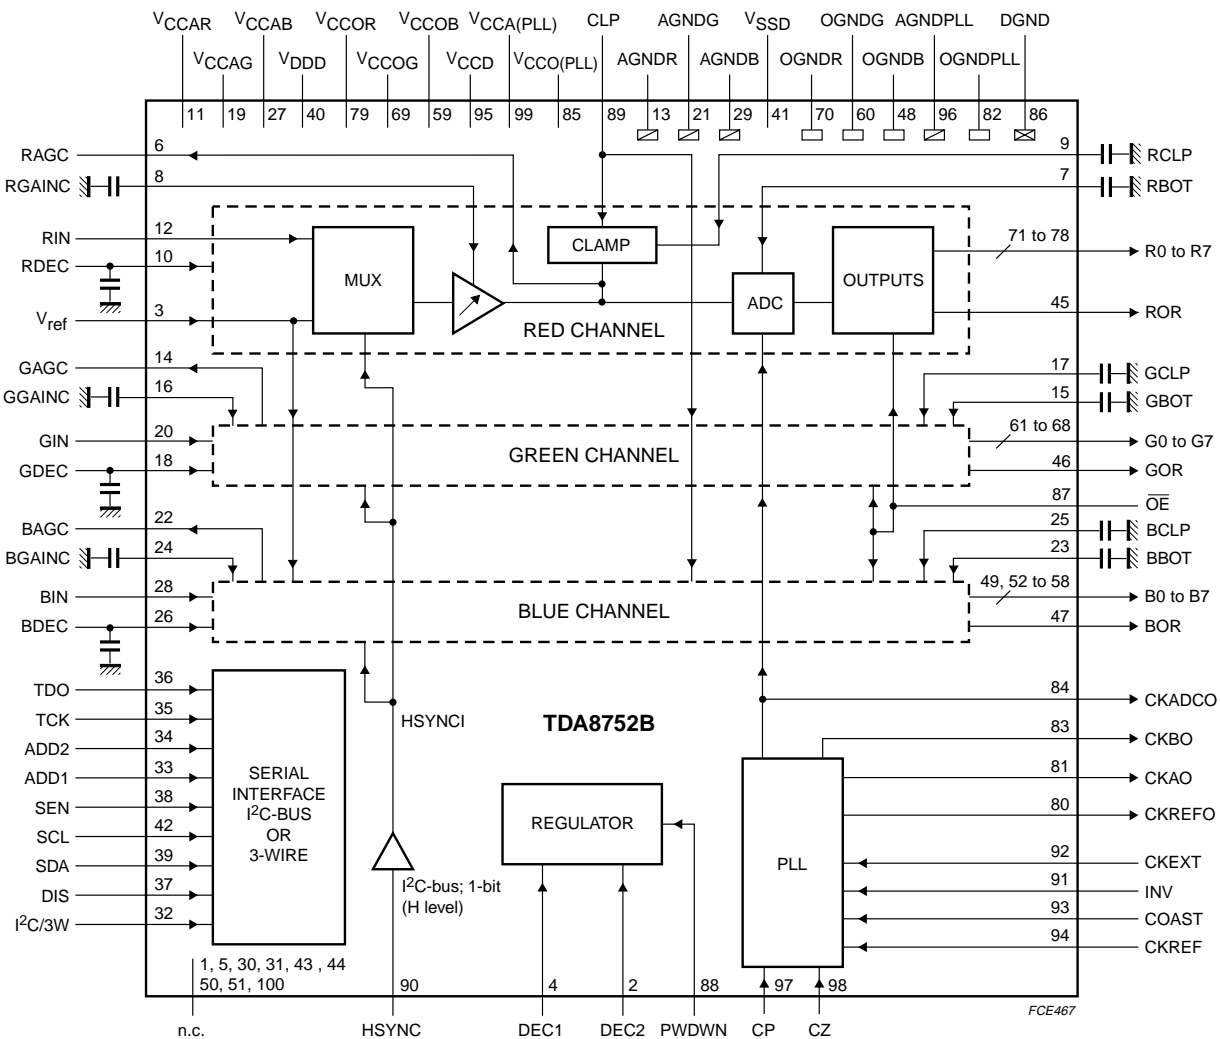 VCCAR VCCAB VCCOR VCCOB VCCA(PLL) CLP AGNDG VSSD OGNDG AGNDPLL DGND
VCCAG VDDD VCCOG VCCD VCCO(PLL) AGNDR AGNDB OGNDR OGNDB OGNDPLL
11 19 27 40 79 69 59 95 99 85 89 13 21 29 41 70 60 48 96 82 86
RAGC 6
9 RCLP
RGAINC 8
7 RBOT
RIN 12
CLAMP
71 to 78 R0 to R7
RDEC 10
MUX
ADC
OUTPUTS
45 ROR
Vref 3
RED CHANNEL
GAGC 14
17 GCLP
GGAINC 16
15 GBOT
GIN 20
61 to 68 G0 to G7
GREEN CHANNEL
GDEC 18
46 GOR
87 OE
BAGC 22
25 BCLP
BGAINC 24
23 BBOT
BIN 28
49, 52 to 58 B0 to B7
BLUE CHANNEL
BDEC 26
47 BOR
TDO 36
84 CKADCO
TCK 35
HSYNCI
TDA8752B
ADD2 34
83 CKBO
ADD1 33
81 CKAO
SEN 38
80 CKREFO
SCL 42
SDA 39
92 CKEXT
DIS 37
91 INV
I2C/3W 32
93 COAST
94 CKREF
SERIAL
INTERFACE
I2C-BUS
OR
3-WIRE
REGULATOR
PLL
I2C-bus; 1-bit
(H level)
1, 5, 30, 31, 43 , 44
50, 51, 100
90 4 2 88 97 98
FCE467
n.c. HSYNC DEC1 DEC2 PWDWN CP CZ